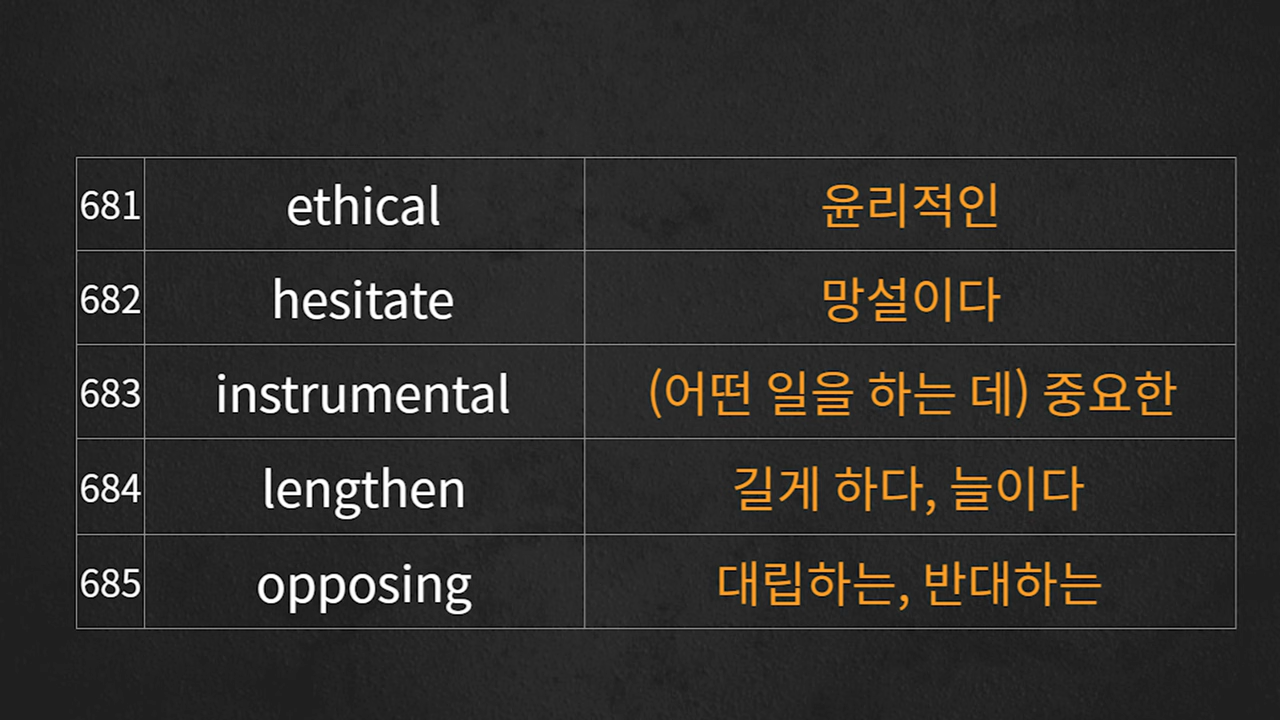 681 ethical 윤리적인
682 hesitate 망설이다
683 instrumental (어떤 일을 하는 데) 중요한
684 lengthen 길게 하다, 늘이다
685 opposing 대립하는, 반대하는